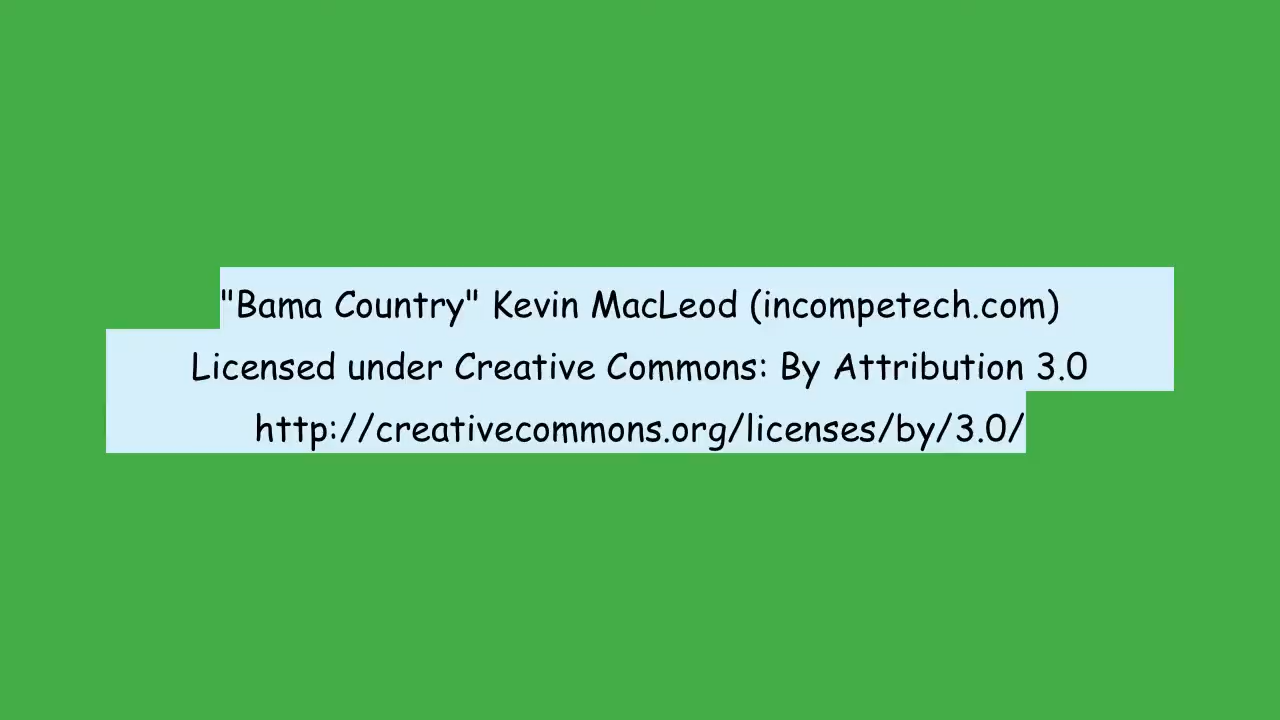 "Bama Country" Kevin MacLeod (incompetech.com)
Licensed under Creative Commons: By Attribution 3.0
http://creativecommons.org/licenses/by/3.0/